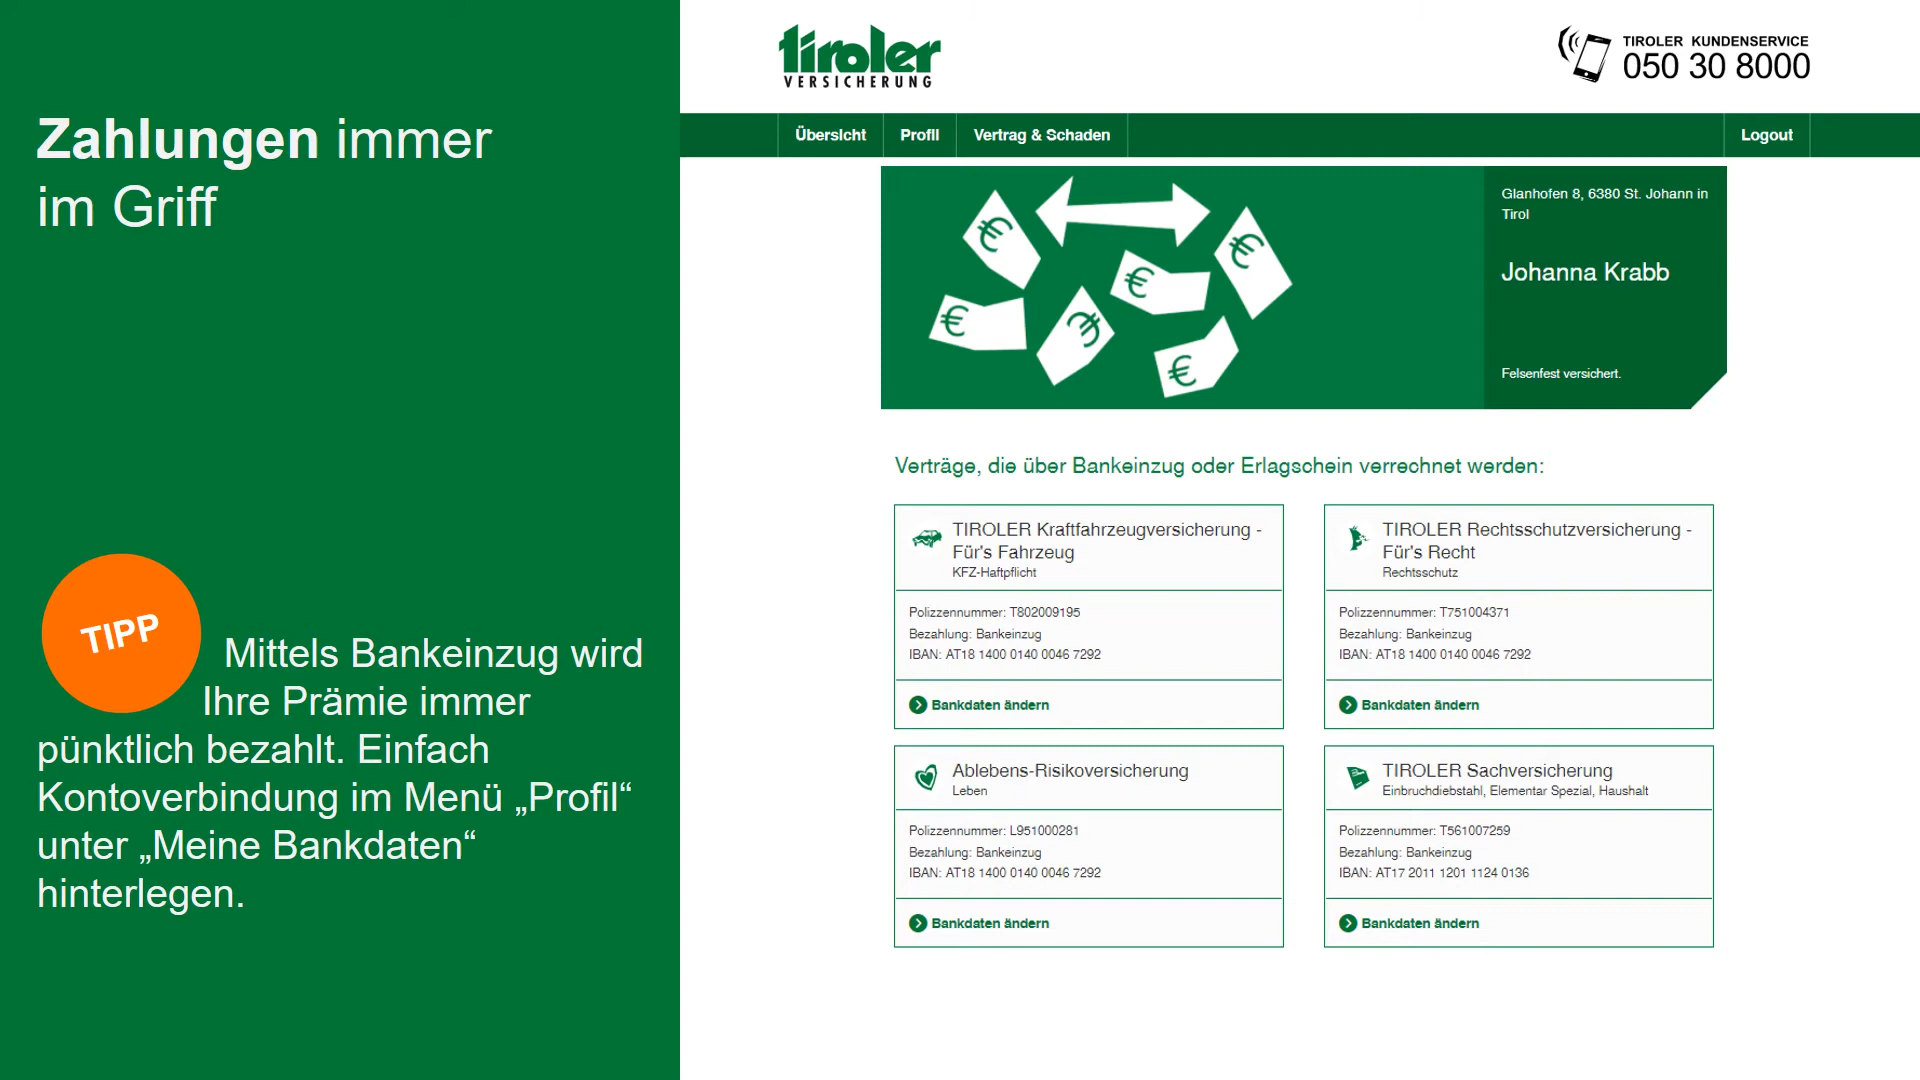 Zahlungen immer
im Griff
TIPP
Mittels Bankeinzug wird
Ihre Prämie immer
pünktlich bezahlt. Einfach
Kontoverbindung im Menü „Profil“
unter „Meine Bankdaten“
hinterlegen.
tiroler
VERSICHERUNG
TIROLER KUNDENSERVICE
050 30 8000
Übersicht Profil Vertrag & Schaden Logout
€ € € € € €
Glanhofen 8, 6380 St. Johann in
Tirol
Johanna Krabb
Felsenfest versichert.
Verträge, die über Bankeinzug oder Erlagschein verrechnet werden:
TIROLER Kraftfahrzeugversicherung -
Für's Fahrzeug
KFZ-Haftpflicht
Polizzennummer: T802009195
Bezahlung: Bankeinzug
IBAN: AT18 1400 0140 0046 7292
Bankdaten ändern
TIROLER Rechtsschutzversicherung -
Für's Recht
Rechtsschutz
Polizzennummer: T751004371
Bezahlung: Bankeinzug
IBAN: AT18 1400 0140 0046 7292
Bankdaten ändern
Ablebens-Risikoversicherung
Leben
Polizzennummer: L951000281
Bezahlung: Bankeinzug
IBAN: AT18 1400 0140 0046 7292
Bankdaten ändern
TIROLER Sachversicherung
Einbruchdiebstahl, Elementar Spezial, Haushalt
Polizzennummer: T561007259
Bezahlung: Bankeinzug
IBAN: AT17 2011 1201 1124 0136
Bankdaten ändern